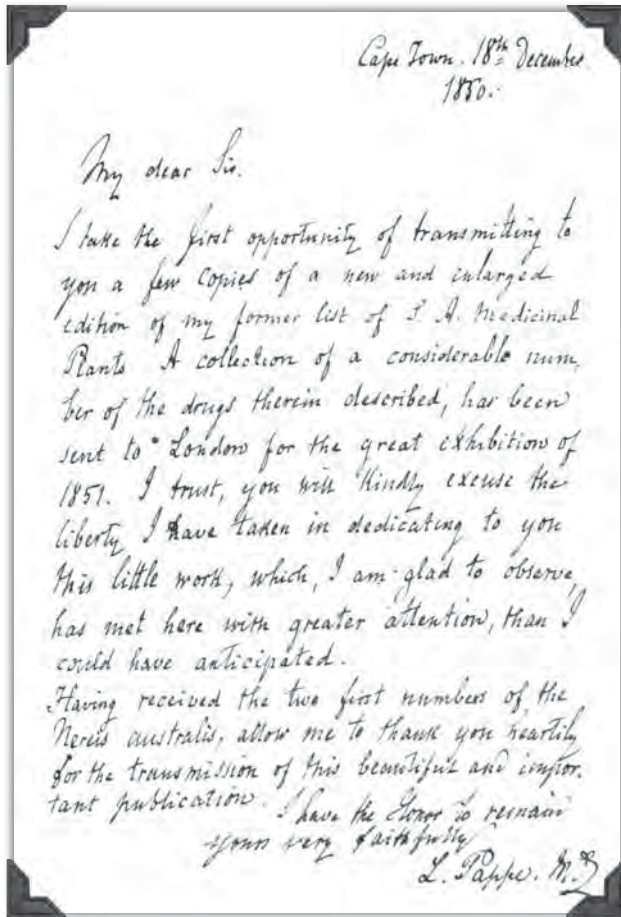 Cape Town. 18th December
1850.
My dear Sir.
I take the first opportunity of transmitting to
you a few Copies of a new and enlarged
edition of my former list of S. A. Medicinal
Plants A collection of a considerable num,
ber of the drugs therein described, has been
sent to London for the great exhibition of
1851. I trust, you will kindly excuse the
liberty I have taken in dedicating to you
this little work, which, I am glad to observe,
has met here with greater attention, than I
could have anticipated.
Having received the two first numbers of the
Nereis australis, allow me to thank you heartily
for the transmission of this beautiful and impor.
tant publication. I have the honor to remain
yours very faithfully
L. Pappe. M.D